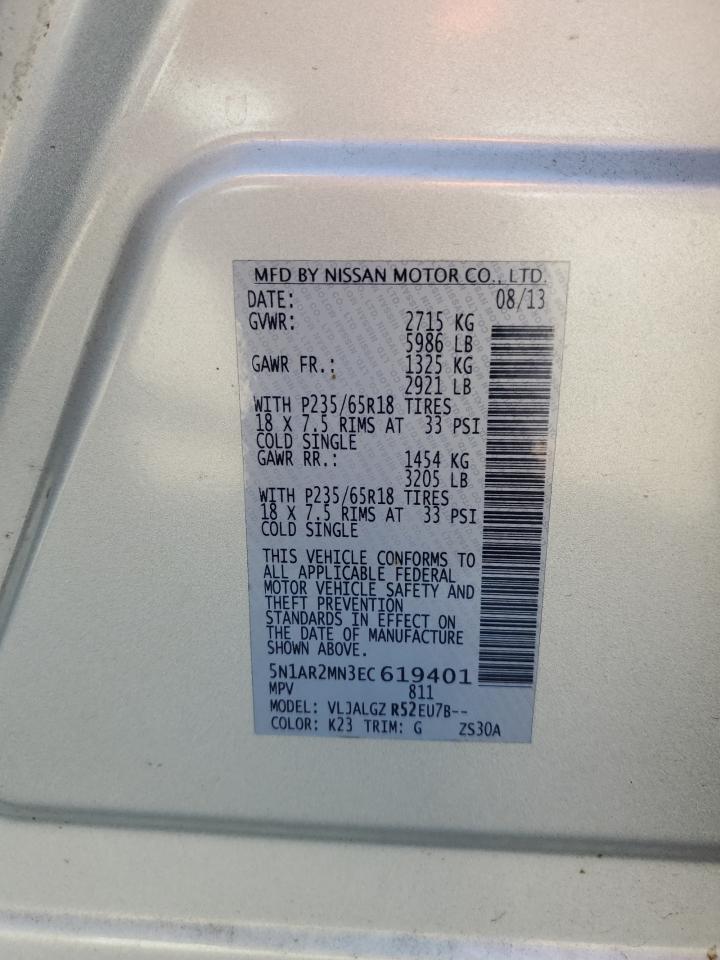 MFD BY NISSAN MOTOR CO., LTD.
DATE: 08/13
GVWR: 2715 KG
5986 LB
GAWR FR.: 1325 KG
2921 LB
WITH P235/65R18 TIRES
18 X 7.5 RIMS AT 33 PSI
COLD SINGLE
GAWR RR.: 1454 KG
3205 LB
WITH P235/65R18 TIRES
18 X 7.5 RIMS AT 33 PSI
COLD SINGLE
THIS VEHICLE CONFORMS TO
ALL APPLICABLE FEDERAL
MOTOR VEHICLE SAFETY AND
THEFT PREVENTION
STANDARDS IN EFFECT ON
THE DATE OF MANUFACTURE
SHOWN ABOVE.
5N1AR2MN3EC 619401
MPV 811
MODEL: VLJALGZ R52EU7B--
COLOR: K23 TRIM: G ZS30A